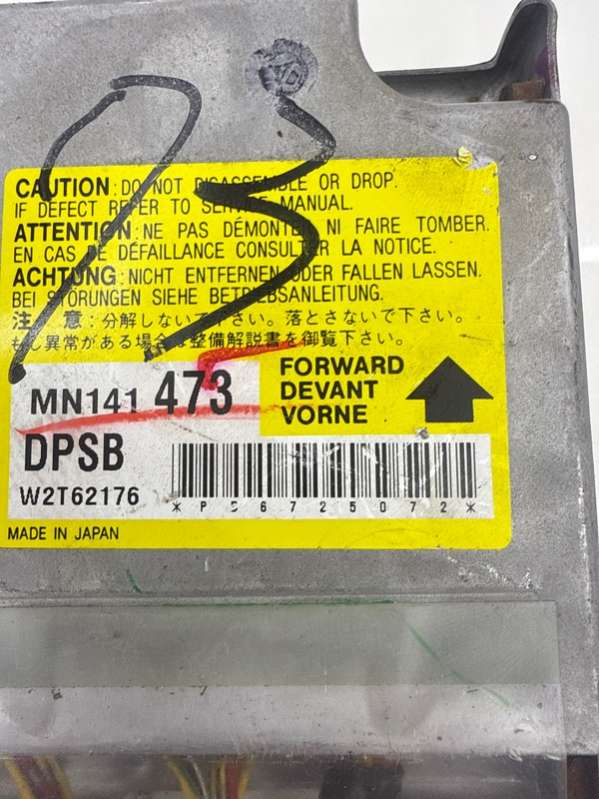 73
CAUTION: DO NOT DISASSEMBLE OR DROP.
IF DEFECT REFER TO SERVICE MANUAL.
ATTENTION: NE PAS DÉMONTER NI FAIRE TOMBER.
EN CAS DE DÉFAILLANCE CONSULTER LA NOTICE.
ACHTUNG: NICHT ENTFERNEN ODER FALLEN LASSEN.
BEI STÖRUNGEN SIEHE BETRIEBSANLEITUNG.
注 意:分解しないで下さい。落とさないで下さい。
もし異常がある場合は整備解説書を御覧下さい。
MN141 473
FORWARD
DEVANT
VORNE
DPSB
W2T62176
MADE IN JAPAN